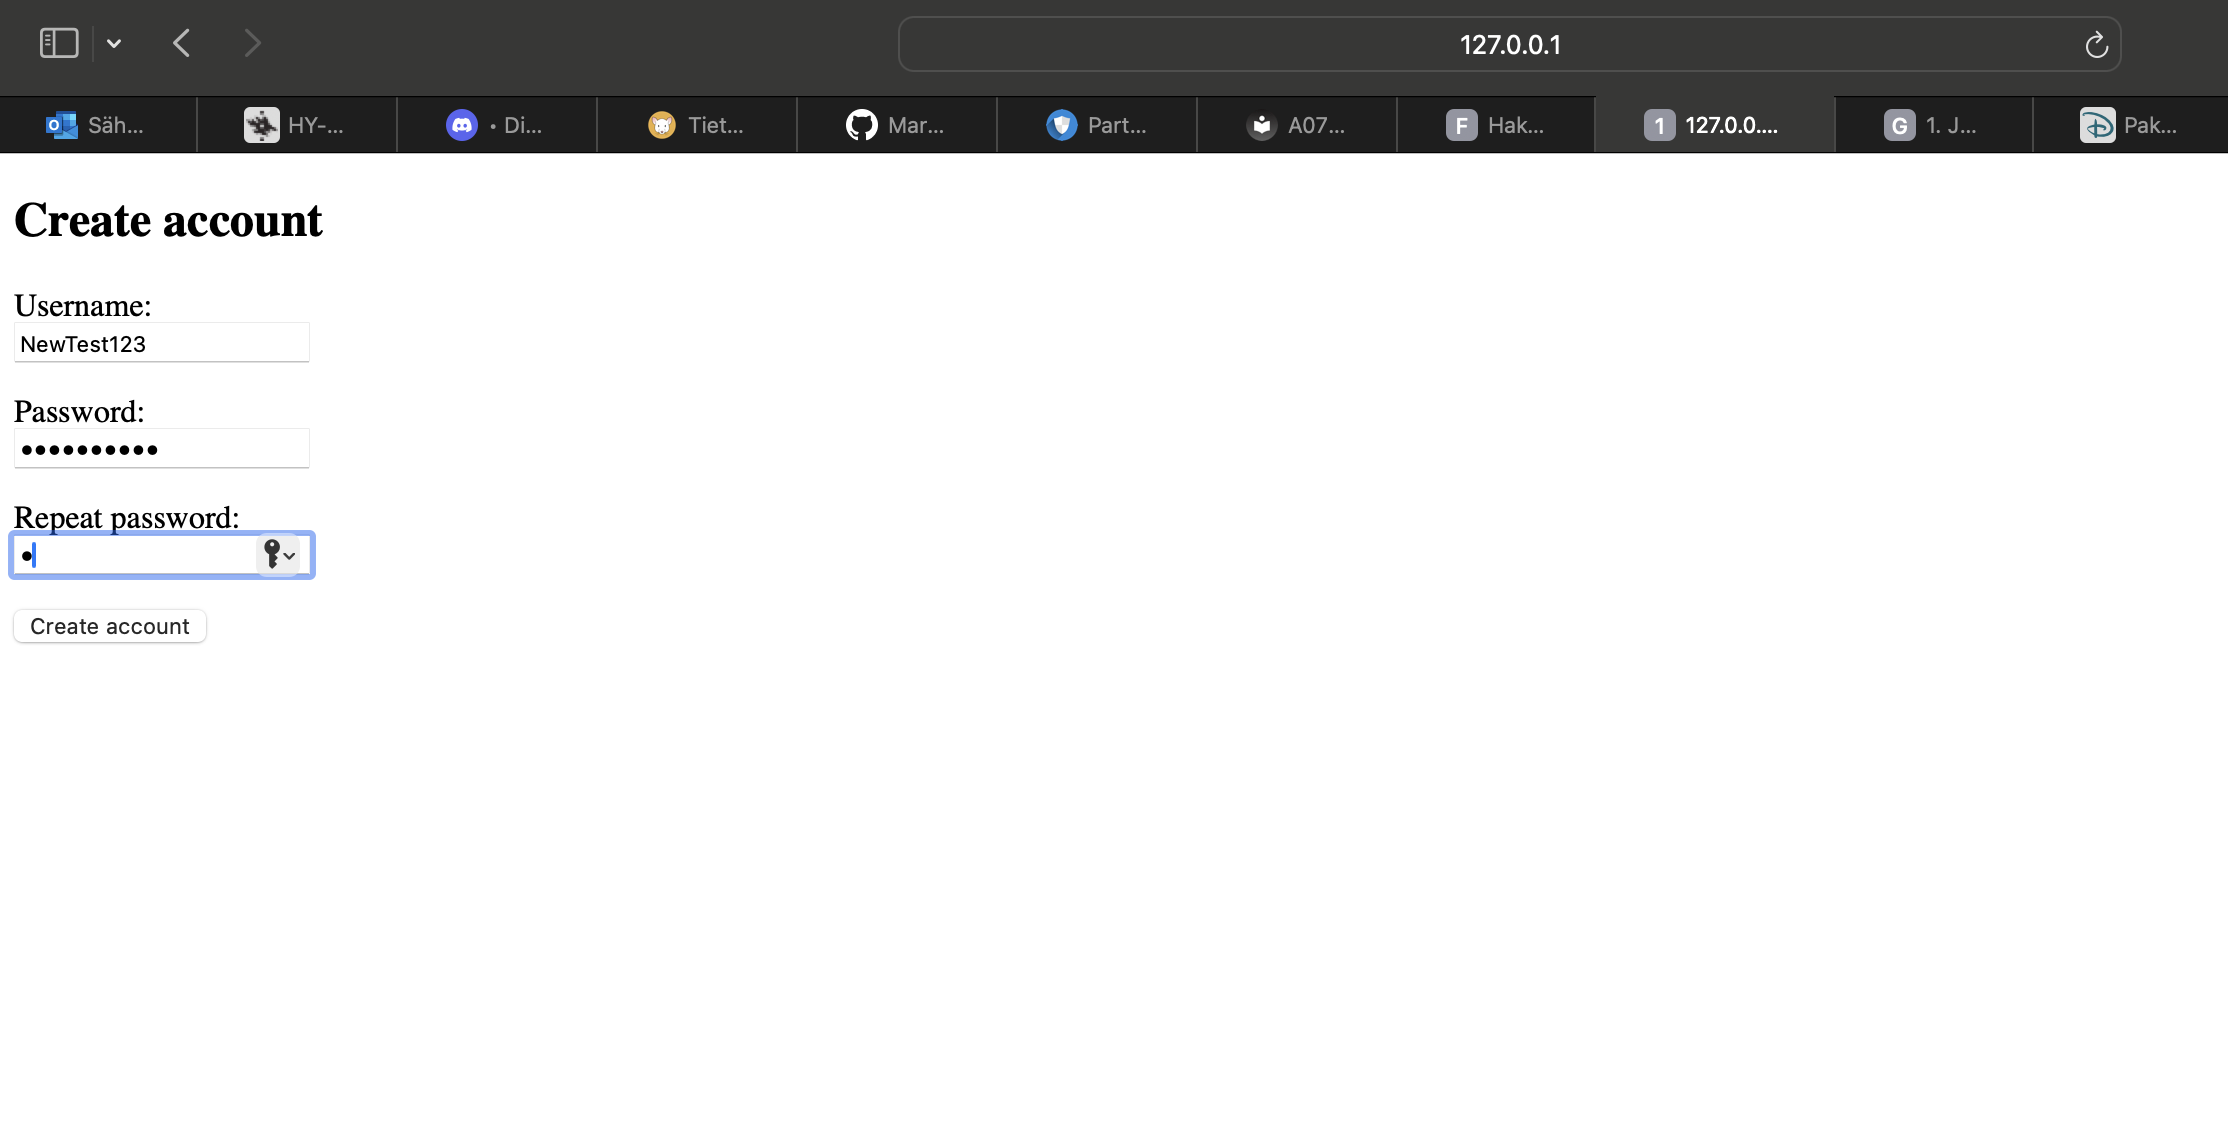 127.0.0.1
Säh...
HY-...
• Di...
Tiet...
Mar...
Part...
A07...
F Hak...
1 127.0.0....
G 1. J...
Pak...
Create account
Username:
NewTest123
Password:
••••••••••
Repeat password:
•
Create account